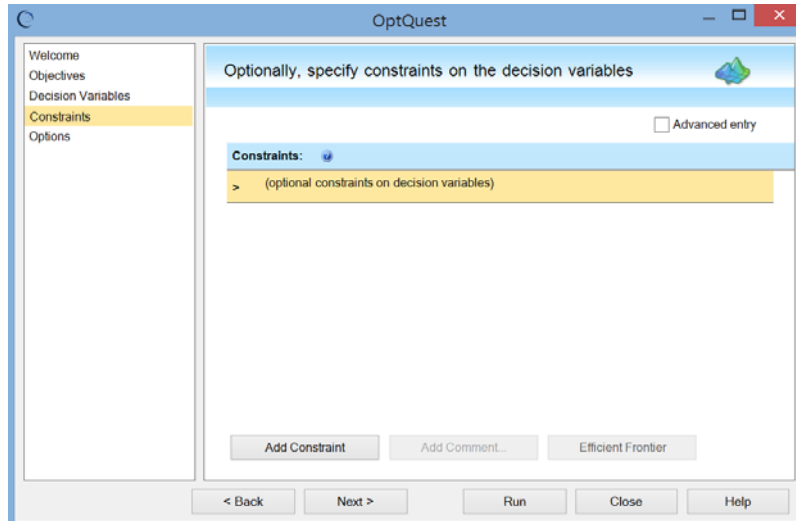 OptQuest
Welcome
Objectives
Decision Variables
Constraints
Options
Optionally, specify constraints on the decision variables
Advanced entry
Constraints:
> (optional constraints on decision variables)
Add Constraint
Add Comment...
Efficient Frontier
< Back
Next >
Run
Close
Help